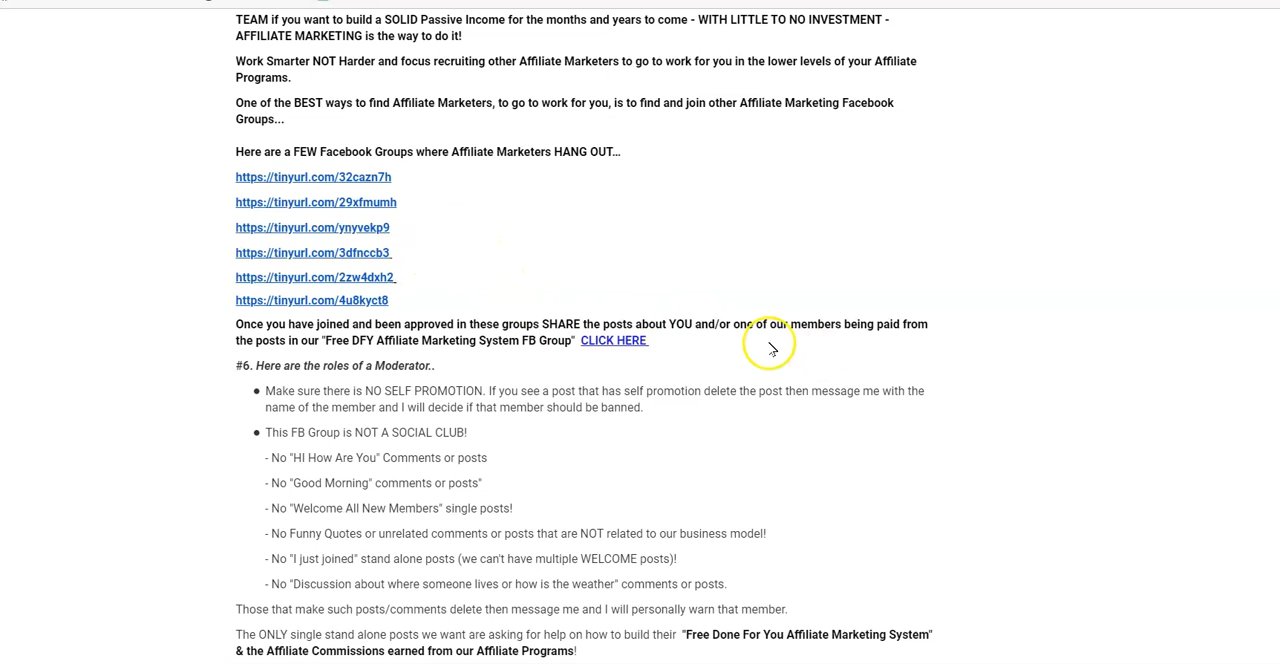 TEAM if you want to build a SOLID Passive Income for the months and years to come - WITH LITTLE TO NO INVESTMENT -
AFFILIATE MARKETING is the way to do it!
Work Smarter NOT Harder and focus recruiting other Affiliate Marketers to go to work for you in the lower levels of your Affiliate
Programs.
One of the BEST ways to find Affiliate Marketers, to go to work for you, is to find and join other Affiliate Marketing Facebook
Groups...
Here are a FEW Facebook Groups where Affiliate Marketers HANG OUT...
https://tinyurl.com/32cazn7h
https://tinyurl.com/29xfmumh
https://tinyurl.com/ynyvekp9
https://tinyurl.com/3dfnccb3
https://tinyurl.com/2zw4dxh2
https://tinyurl.com/4u8kyct8
Once you have joined and been approved in these groups SHARE the posts about YOU and/or one of our members being paid from
the posts in our "Free DFY Affiliate Marketing System FB Group" CLICK HERE
#6. Here are the roles of a Moderator..
● Make sure there is NO SELF PROMOTION. If you see a post that has self promotion delete the post then message me with the
name of the member and I will decide if that member should be banned.
● This FB Group is NOT A SOCIAL CLUB!
- No "HI How Are You" Comments or posts
- No "Good Morning" comments or posts"
- No "Welcome All New Members" single posts!
- No Funny Quotes or unrelated comments or posts that are NOT related to our business model!
- No "I just joined" stand alone posts (we can't have multiple WELCOME posts)!
- No "Discussion about where someone lives or how is the weather" comments or posts.
Those that make such posts/comments delete then message me and I will personally warn that member.
The ONLY single stand alone posts we want are asking for help on how to build their "Free Done For You Affiliate Marketing System"
& the Affiliate Commissions earned from our Affiliate Programs!